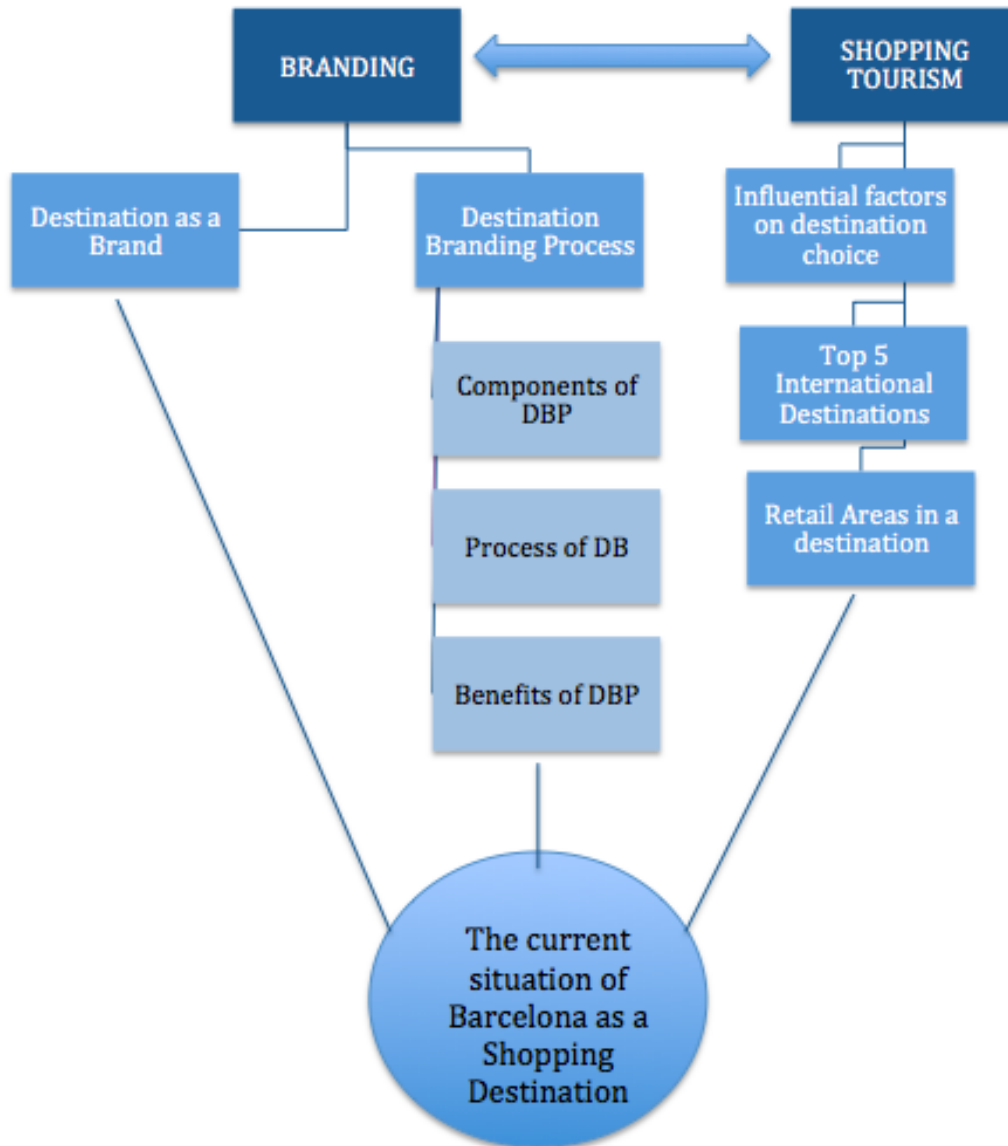 BRANDING
SHOPPING
TOURISM
Destination as a
Brand
Destination
Branding Process
Influential factors
on destination
choice
Components of
DBP
Top 5
International
Destinations
Process of DB
Retail Areas in a
destination
Benefits of DBP
The current
situation of
Barcelona as a
Shopping
Destination